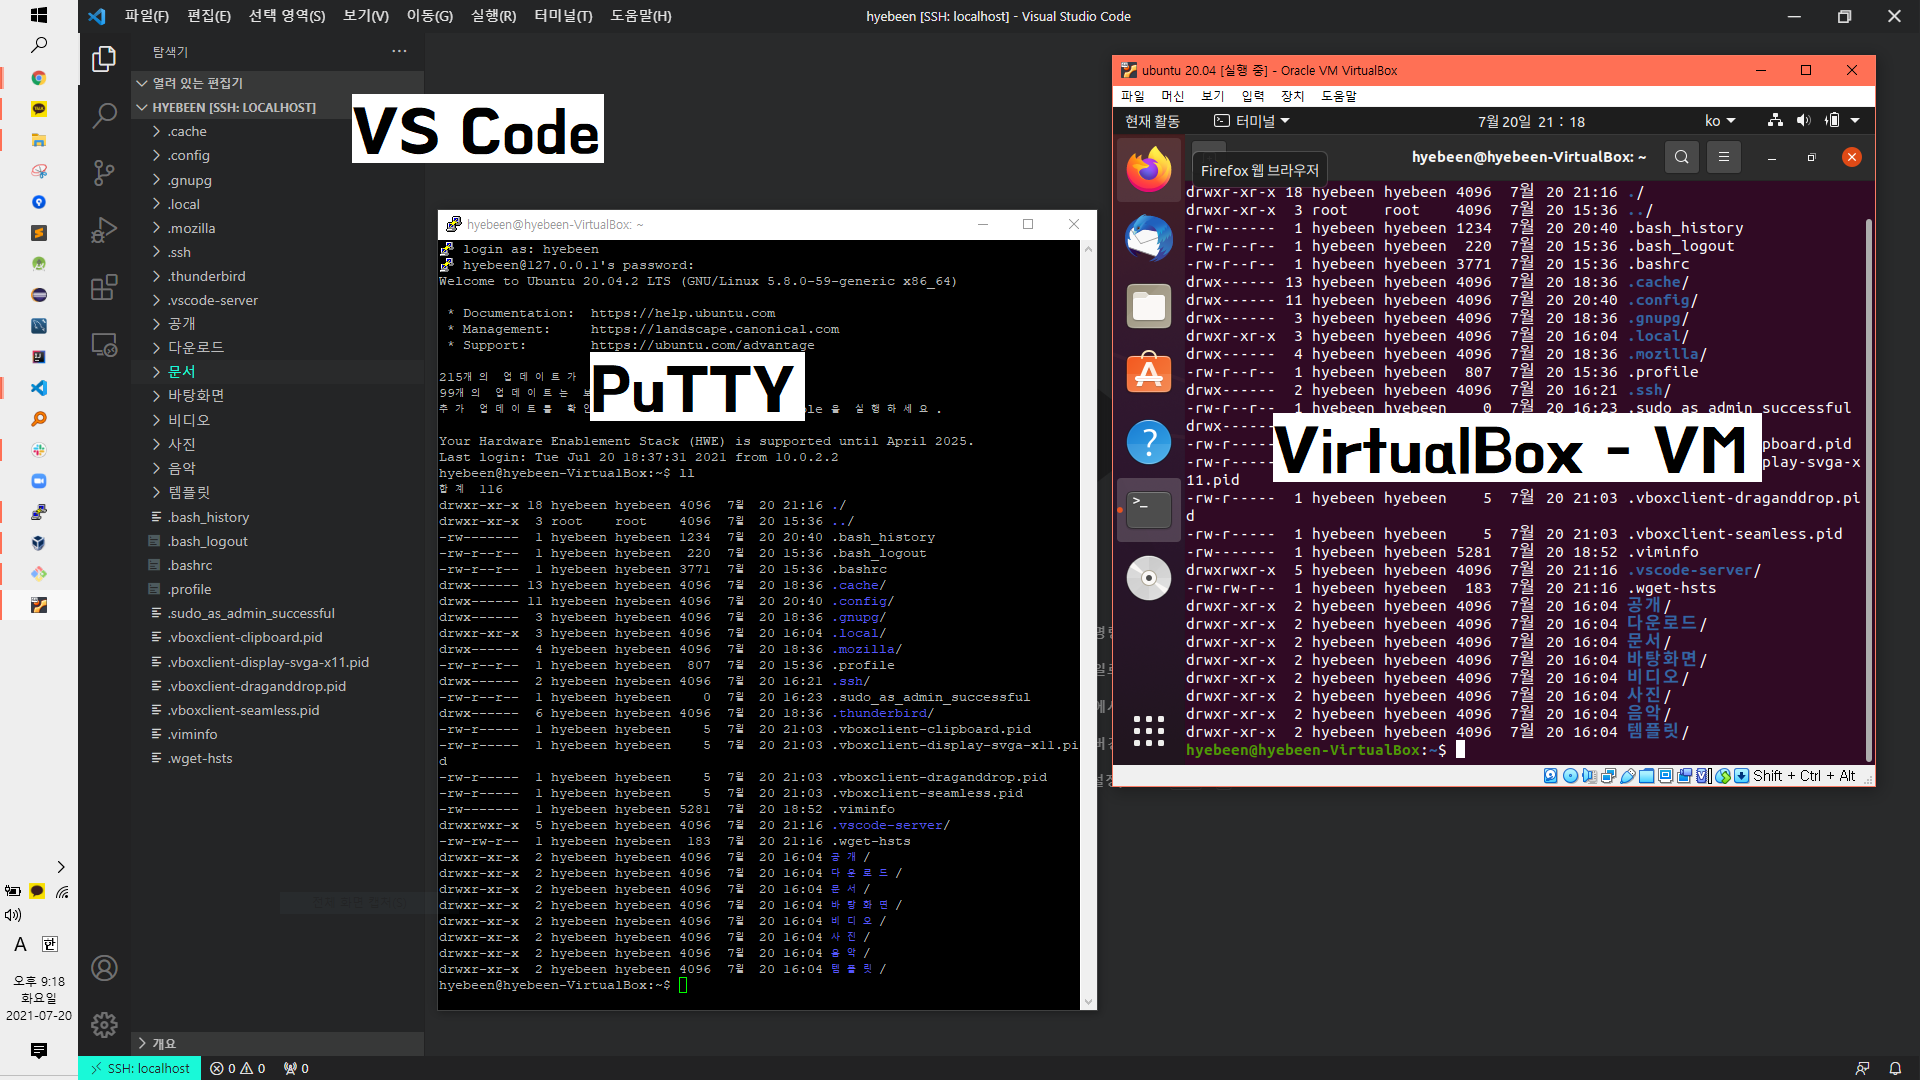 파일(F) 편집(E) 선택 영역(S) 보기(V) 이동(G) 실행(R) 터미널(T) 도움말(H)
hyebeen [SSH: localhost] - Visual Studio Code
탐색기
열려 있는 편집기
HYEBEEN [SSH: LOCALHOST]
.cache
.config
.gnupg
.local
.mozilla
.ssh
.thunderbird
.vscode-server
공개
다운로드
문서
바탕화면
비디오
사진
음악
템플릿
.bash_history
.bash_logout
.bashrc
.profile
.sudo_as_admin_successful
.vboxclient-clipboard.pid
.vboxclient-display-svga-x11.pid
.vboxclient-draganddrop.pid
.vboxclient-seamless.pid
.viminfo
.wget-hsts
개요
SSH: localhost
0 0 0
A 한
오후 9:18
화요일
2021-07-20
VS Code
hyebeen@hyebeen-VirtualBox: ~
login as: hyebeen
hyebeen@127.0.0.1's password:
Welcome to Ubuntu 20.04.2 LTS (GNU/Linux 5.8.0-59-generic x86_64)
* Documentation: https://help.ubuntu.com
* Management: https://landscape.canonical.com
* Support: https://ubuntu.com/advantage
215개의 업데이트가
99개의 업데이트는
추가 업데이트를 을 실행하세요.
PuTTY
Your Hardware Enablement Stack (HWE) is supported until April 2025.
Last login: Tue Jul 20 18:37:31 2021 from 10.0.2.2
hyebeen@hyebeen-VirtualBox:~$ ll
합계 116
drwxr-xr-x 18 hyebeen hyebeen 4096 7월 20 21:16 ./
drwxr-xr-x 3 root root 4096 7월 20 15:36 ../
-rw------- 1 hyebeen hyebeen 1234 7월 20 20:40 .bash_history
-rw-r--r-- 1 hyebeen hyebeen 220 7월 20 15:36 .bash_logout
-rw-r--r-- 1 hyebeen hyebeen 3771 7월 20 15:36 .bashrc
drwx------ 13 hyebeen hyebeen 4096 7월 20 18:36 .cache/
drwx------ 11 hyebeen hyebeen 4096 7월 20 20:40 .config/
drwx------ 3 hyebeen hyebeen 4096 7월 20 18:36 .gnupg/
drwxr-xr-x 3 hyebeen hyebeen 4096 7월 20 16:04 .local/
drwx------ 4 hyebeen hyebeen 4096 7월 20 18:36 .mozilla/
-rw-r--r-- 1 hyebeen hyebeen 807 7월 20 15:36 .profile
drwx------ 2 hyebeen hyebeen 4096 7월 20 16:21 .ssh/
-rw-r--r-- 1 hyebeen hyebeen 0 7월 20 16:23 .sudo_as_admin_successful
drwx------ 6 hyebeen hyebeen 4096 7월 20 18:36 .thunderbird/
-rw-r----- 1 hyebeen hyebeen 5 7월 20 21:03 .vboxclient-clipboard.pid
-rw-r----- 1 hyebeen hyebeen 5 7월 20 21:03 .vboxclient-display-svga-x11.pi
d
-rw-r----- 1 hyebeen hyebeen 5 7월 20 21:03 .vboxclient-draganddrop.pid
-rw-r----- 1 hyebeen hyebeen 5 7월 20 21:03 .vboxclient-seamless.pid
-rw------- 1 hyebeen hyebeen 5281 7월 20 18:52 .viminfo
drwxrwxr-x 5 hyebeen hyebeen 4096 7월 20 21:16 .vscode-server/
-rw-rw-r-- 1 hyebeen hyebeen 183 7월 20 21:16 .wget-hsts
drwxr-xr-x 2 hyebeen hyebeen 4096 7월 20 16:04 공개/
drwxr-xr-x 2 hyebeen hyebeen 4096 7월 20 16:04 다운로드/
drwxr-xr-x 2 hyebeen hyebeen 4096 7월 20 16:04 문서/
drwxr-xr-x 2 hyebeen hyebeen 4096 7월 20 16:04 바탕화면/
drwxr-xr-x 2 hyebeen hyebeen 4096 7월 20 16:04 비디오/
drwxr-xr-x 2 hyebeen hyebeen 4096 7월 20 16:04 사진/
drwxr-xr-x 2 hyebeen hyebeen 4096 7월 20 16:04 음악/
drwxr-xr-x 2 hyebeen hyebeen 4096 7월 20 16:04 템플릿/
hyebeen@hyebeen-VirtualBox:~$
ubuntu 20.04 [실행 중] - Oracle VM VirtualBox
파일 머신 보기 입력 장치 도움말
현재 활동 터미널 7월 20일 21 : 18 ko
hyebeen@hyebeen-VirtualBox: ~
Firefox 웹 브라우저
drwxr-xr-x 18 hyebeen hyebeen 4096 7월 20 21:16 ./
drwxr-xr-x 3 root root 4096 7월 20 15:36 ../
-rw------- 1 hyebeen hyebeen 1234 7월 20 20:40 .bash_history
-rw-r--r-- 1 hyebeen hyebeen 220 7월 20 15:36 .bash_logout
-rw-r--r-- 1 hyebeen hyebeen 3771 7월 20 15:36 .bashrc
drwx------ 13 hyebeen hyebeen 4096 7월 20 18:36 .cache/
drwx------ 11 hyebeen hyebeen 4096 7월 20 20:40 .config/
drwx------ 3 hyebeen hyebeen 4096 7월 20 18:36 .gnupg/
drwxr-xr-x 3 hyebeen hyebeen 4096 7월 20 16:04 .local/
drwx------ 4 hyebeen hyebeen 4096 7월 20 18:36 .mozilla/
-rw-r--r-- 1 hyebeen hyebeen 807 7월 20 15:36 .profile
drwx------ 2 hyebeen hyebeen 4096 7월 20 16:21 .ssh/
-rw-r--r-- 1 hyebeen hyebeen 0 7월 20 16:23 .sudo_as_admin_successful
drwx-----
-rw-r---- pboard.pid
-rw-r---- play-svga-x
11.pid
VirtualBox - VM
-rw-r----- 1 hyebeen hyebeen 5 7월 20 21:03 .vboxclient-draganddrop.pi
d
-rw-r----- 1 hyebeen hyebeen 5 7월 20 21:03 .vboxclient-seamless.pid
-rw------- 1 hyebeen hyebeen 5281 7월 20 18:52 .viminfo
drwxrwxr-x 5 hyebeen hyebeen 4096 7월 20 21:16 .vscode-server/
-rw-rw-r-- 1 hyebeen hyebeen 183 7월 20 21:16 .wget-hsts
drwxr-xr-x 2 hyebeen hyebeen 4096 7월 20 16:04 공개/
drwxr-xr-x 2 hyebeen hyebeen 4096 7월 20 16:04 다운로드/
drwxr-xr-x 2 hyebeen hyebeen 4096 7월 20 16:04 문서/
drwxr-xr-x 2 hyebeen hyebeen 4096 7월 20 16:04 바탕화면/
drwxr-xr-x 2 hyebeen hyebeen 4096 7월 20 16:04 비디오/
drwxr-xr-x 2 hyebeen hyebeen 4096 7월 20 16:04 사진/
drwxr-xr-x 2 hyebeen hyebeen 4096 7월 20 16:04 음악/
drwxr-xr-x 2 hyebeen hyebeen 4096 7월 20 16:04 템플릿/
hyebeen@hyebeen-VirtualBox:~$
Shift + Ctrl + Alt